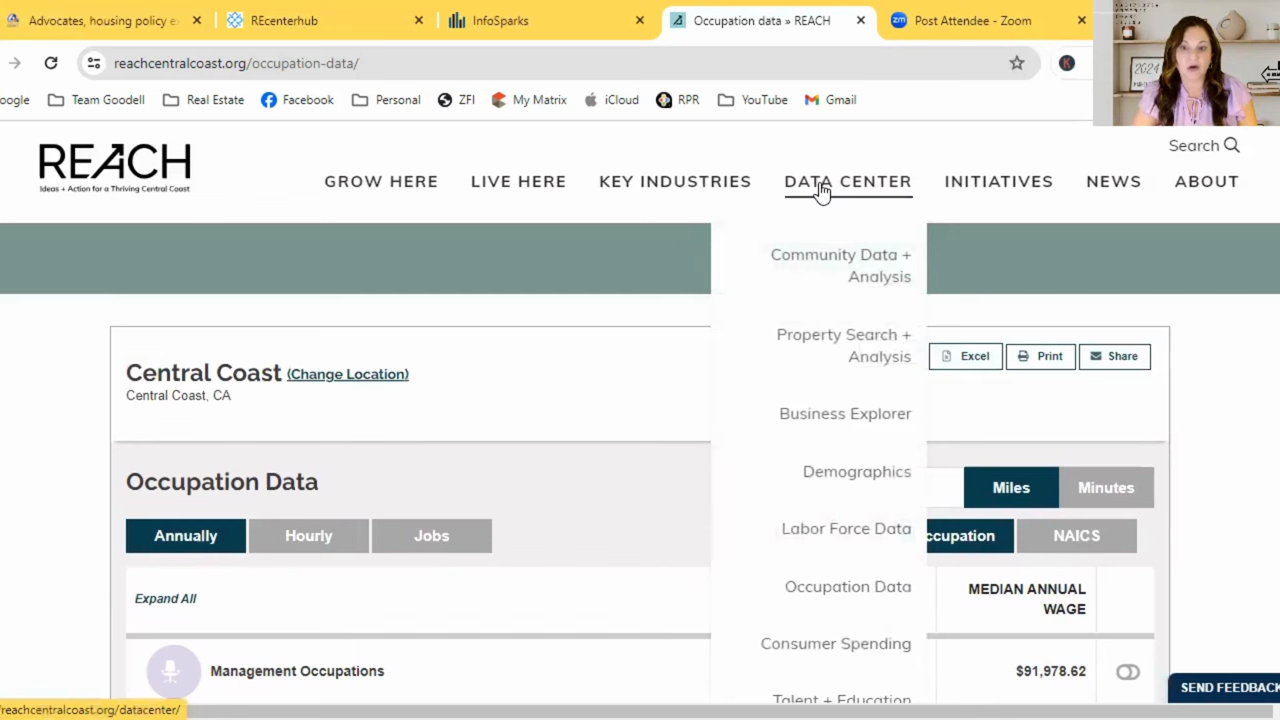 Advocates, housing policy e
REcenterhub
InfoSparks
Occupation data » REACH
zm
Post Attendee - Zoom
reachcentralcoast.org/occupation-data/
K
2024
oogle
Team Goodell
Real Estate
Facebook
Personal
ZFI
My Matrix
iCloud
RPR
YouTube
Gmail
Search
REACH
Ideas + Action for a Thriving Central Coast
GROW HERE
LIVE HERE
KEY INDUSTRIES
DATA CENTER
INITIATIVES
NEWS
ABOUT
Community Data +
Analysis
Property Search +
Analysis
Business Explorer
Demographics
Labor Force Data
Occupation Data
Consumer Spending
Talent + Education
Excel
Print
Share
Central Coast (Change Location)
Central Coast, CA
Occupation Data
Miles
Minutes
Annually
Hourly
Jobs
ccupation
NAICS
Expand All
MEDIAN ANNUAL
WAGE
Management Occupations
$91,978.62
SEND FEEDBACK
/reachcentralcoast.org/datacenter/